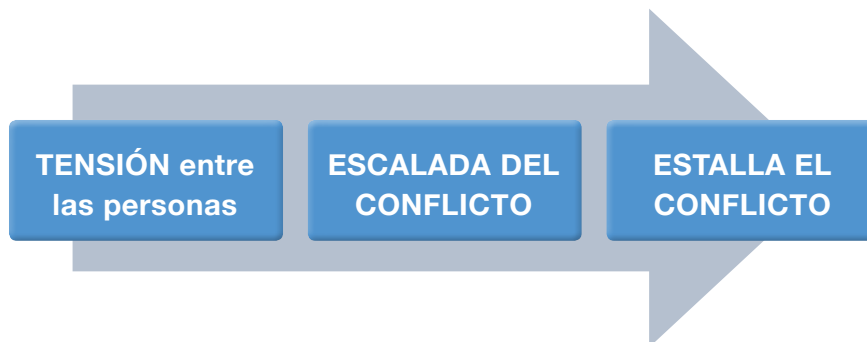 TENSIÓN entre
las personas
ESCALADA DEL
CONFLICTO
ESTALLA EL
CONFLICTO